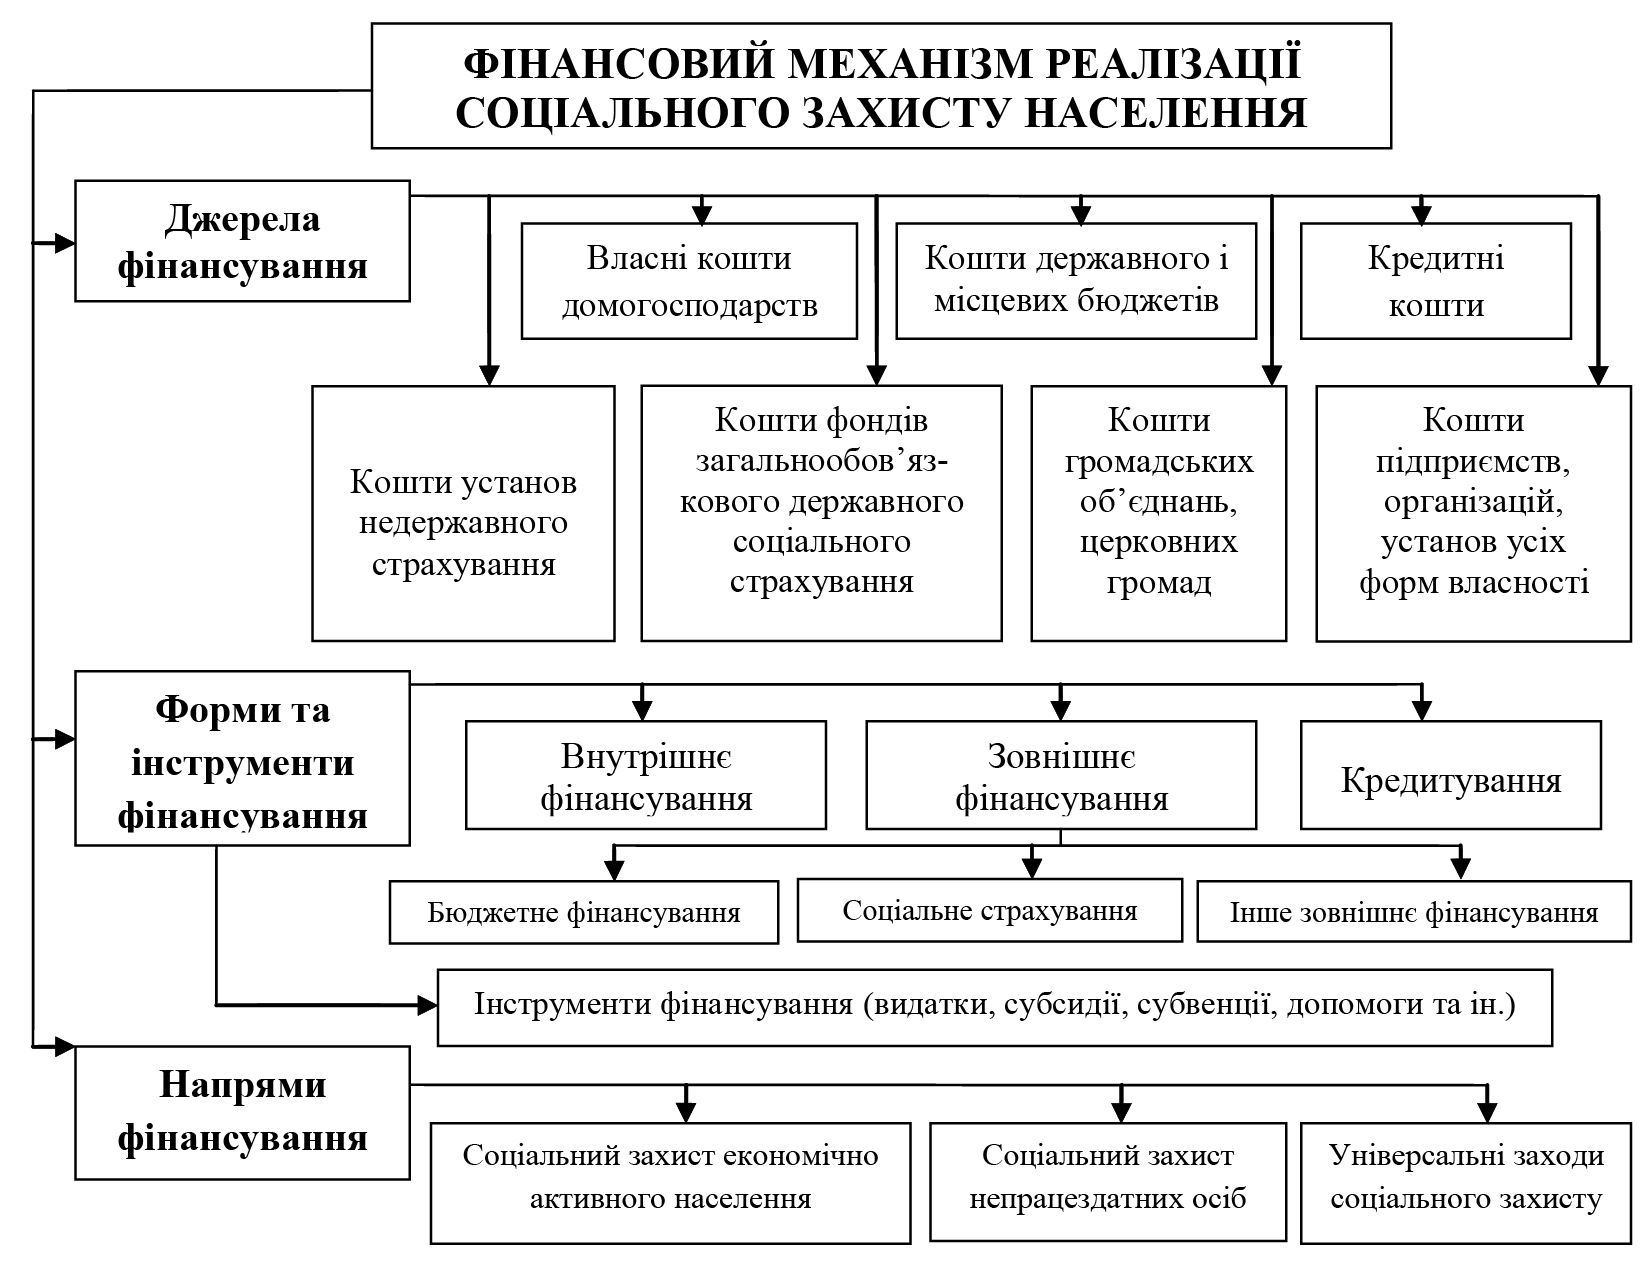 ФІНАНСОВИЙ МЕХАНІЗМ РЕАЛІЗАЦІЇ
СОЦІАЛЬНОГО ЗАХИСТУ НАСЕЛЕННЯ
Джерела
фінансування
Власні кошти
домогосподарств
Кошти державного і
місцевих бюджетів
Кредитні
кошти
Кошти установ
недержавного
страхування
Кошти фондів
загальнообов’яз-
кового державного
соціального
страхування
Кошти
громадських
об’єднань,
церковних
громад
Кошти
підприємств,
організацій,
установ усіх
форм власності
Форми та
інструменти
фінансування
Внутрішнє
фінансування
Зовнішнє
фінансування
Кредитування
Бюджетне фінансування
Соціальне страхування
Інше зовнішнє фінансування
Інструменти фінансування (видатки, субсидії, субвенції, допомоги та ін.)
Напрями
фінансування
Соціальний захист економічно
активного населення
Соціальний захист
непрацездатних осіб
Універсальні заходи
соціального захисту